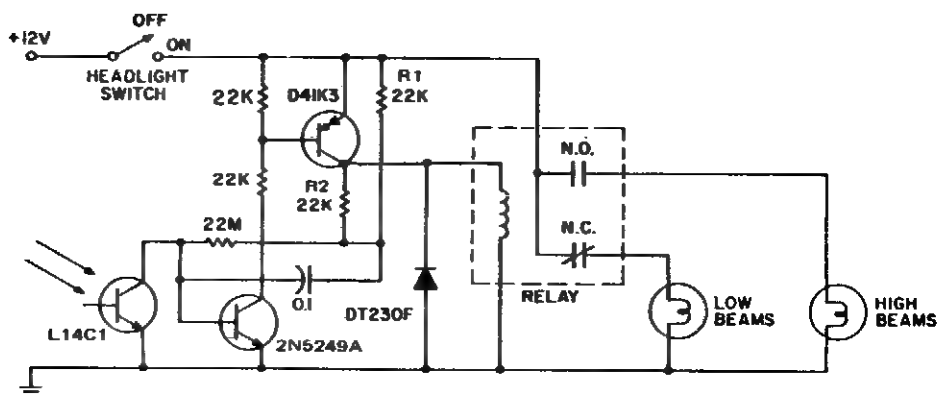 OFF
+12V
ON
HEADLIGHT
SWITCH
22K
D41K3
R1
22K
N.O.
22K
R2
22K
22M
N.C.
0.1
RELAY
DT230F
LOW
BEAMS
HIGH
BEAMS
L14C1
2N5249A